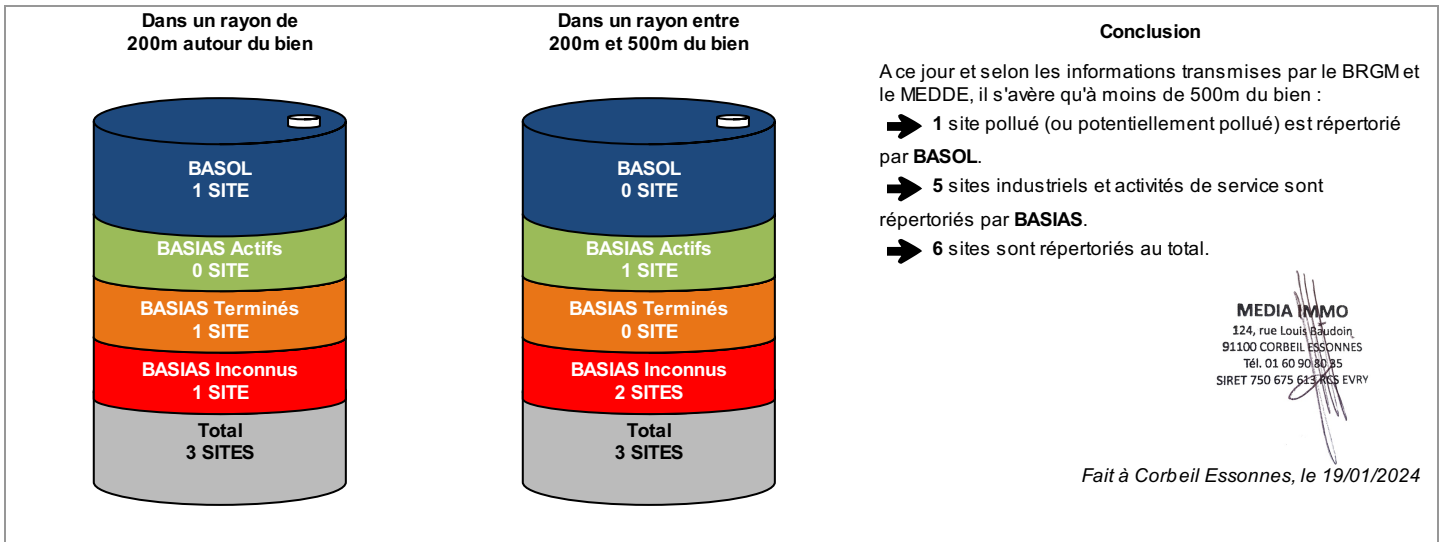 Dans un rayon de
200m autour du bien
BASOL
1 SITE
BASIAS Actifs
0 SITE
BASIAS Terminés
1 SITE
BASIAS Inconnus
1 SITE
Total
3 SITES
Dans un rayon entre
200m et 500m du bien
BASOL
0 SITE
BASIAS Actifs
1 SITE
BASIAS Terminés
0 SITE
BASIAS Inconnus
2 SITES
Total
3 SITES
Conclusion
A ce jour et selon les informations transmises par le BRGM et
le MEDDE, il s'avère qu'à moins de 500m du bien :
1 site pollué (ou potentiellement pollué) est répertorié
par BASOL.
5 sites industriels et activités de service sont
répertoriés par BASIAS.
6 sites sont répertoriés au total.
MEDIA IMMO
124, rue Louis Baudoin
91100 CORBEIL ESSONNES
Tél. 01 60 90 80 85
SIRET 750 675 613 RCS EVRY
Fait à Corbeil Essonnes, le 19/01/2024